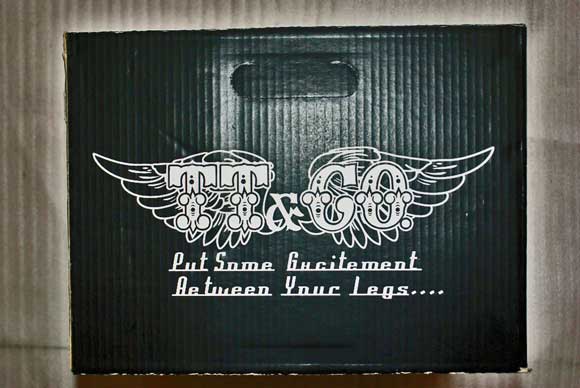 TT&CO.
Put Some Excitement
Between Your Legs....